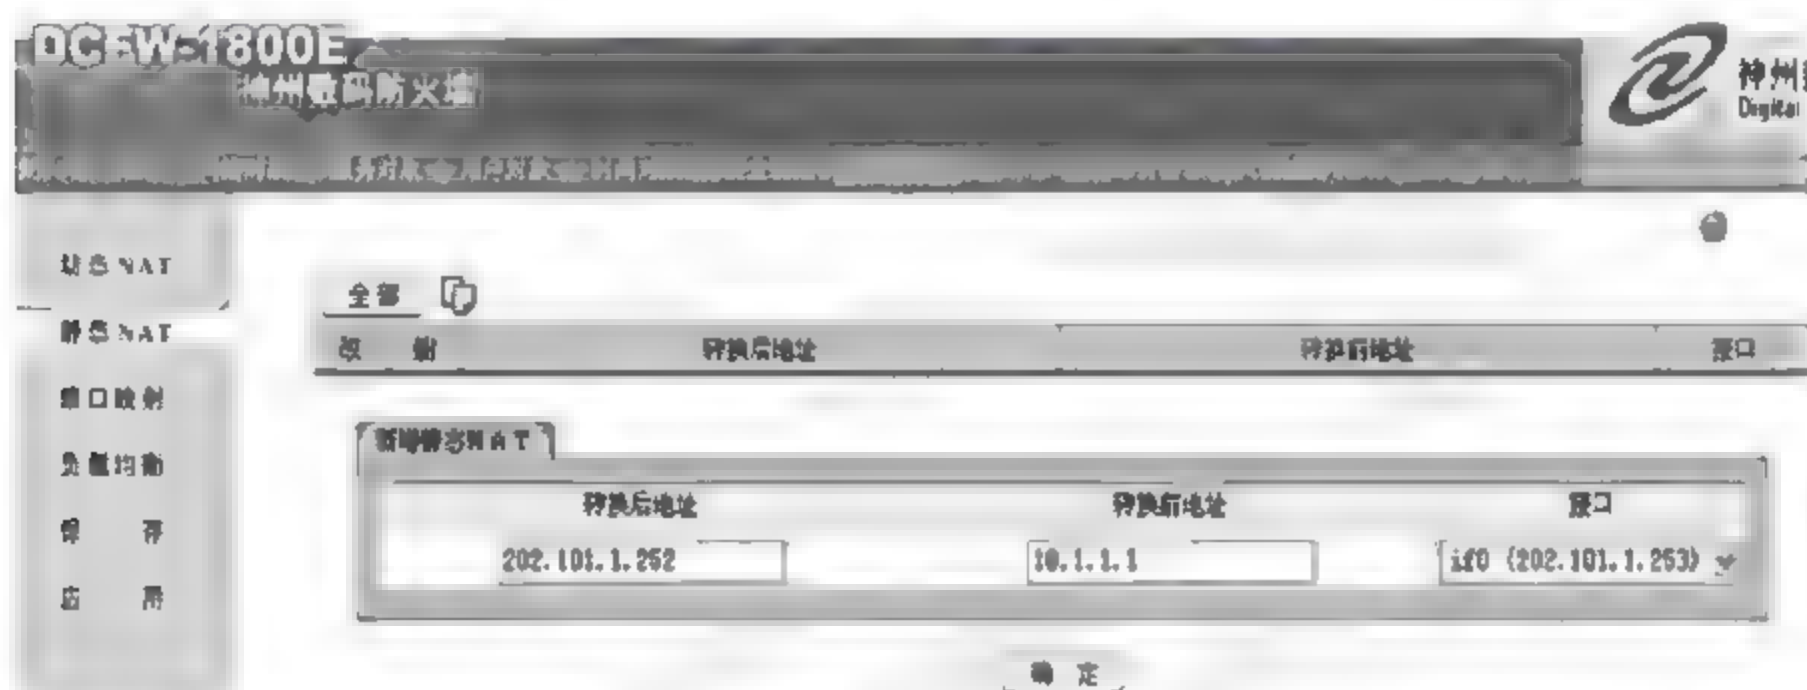 DCFW-1800E
神州数码防火墙
神州
Digital
动态NAT
静态NAT
端口映射
负载均衡
保 存
应 用
全部
改 删 转换后地址 转换前地址 接口
新增静态NAT
转换后地址 转换前地址 接口
202.101.1.252 10.1.1.1 if0 (202.101.1.253)
确 定